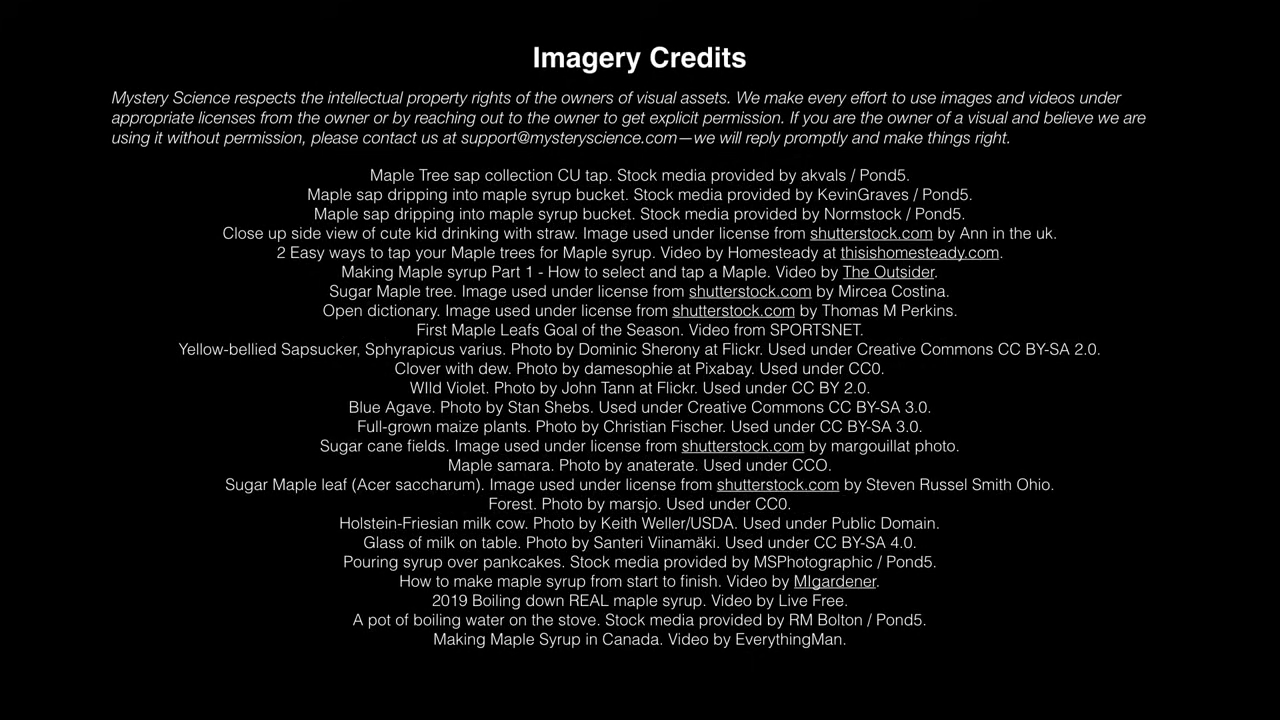 Imagery Credits
Mystery Science respects the intellectual property rights of the owners of visual assets. We make every effort to use images and videos under
appropriate licenses from the owner or by reaching out to the owner to get explicit permission. If you are the owner of a visual and believe we are
using it without permission, please contact us at support@mysteryscience.com—we will reply promptly and make things right.
Maple Tree sap collection CU tap. Stock media provided by akvals / Pond5.
Maple sap dripping into maple syrup bucket. Stock media provided by KevinGraves / Pond5.
Maple sap dripping into maple syrup bucket. Stock media provided by Normstock / Pond5.
Close up side view of cute kid drinking with straw. Image used under license from shutterstock.com by Ann in the uk.
2 Easy ways to tap your Maple trees for Maple syrup. Video by Homesteady at thisishomesteady.com.
Making Maple syrup Part 1 - How to select and tap a Maple. Video by The Outsider.
Sugar Maple tree. Image used under license from shutterstock.com by Mircea Costina.
Open dictionary. Image used under license from shutterstock.com by Thomas M Perkins.
First Maple Leafs Goal of the Season. Video from SPORTSNET.
Yellow-bellied Sapsucker, Sphyrapicus varius. Photo by Dominic Sherony at Flickr. Used under Creative Commons CC BY-SA 2.0.
Clover with dew. Photo by damesophie at Pixabay. Used under CC0.
WIld Violet. Photo by John Tann at Flickr. Used under CC BY 2.0.
Blue Agave. Photo by Stan Shebs. Used under Creative Commons CC BY-SA 3.0.
Full-grown maize plants. Photo by Christian Fischer. Used under CC BY-SA 3.0.
Sugar cane fields. Image used under license from shutterstock.com by margouillat photo.
Maple samara. Photo by anaterate. Used under CCO.
Sugar Maple leaf (Acer saccharum). Image used under license from shutterstock.com by Steven Russel Smith Ohio.
Forest. Photo by marsjo. Used under CC0.
Holstein-Friesian milk cow. Photo by Keith Weller/USDA. Used under Public Domain.
Glass of milk on table. Photo by Santeri Viinamäki. Used under CC BY-SA 4.0.
Pouring syrup over pankcakes. Stock media provided by MSPhotographic / Pond5.
How to make maple syrup from start to finish. Video by MIgardener.
2019 Boiling down REAL maple syrup. Video by Live Free.
A pot of boiling water on the stove. Stock media provided by RM Bolton / Pond5.
Making Maple Syrup in Canada. Video by EverythingMan.